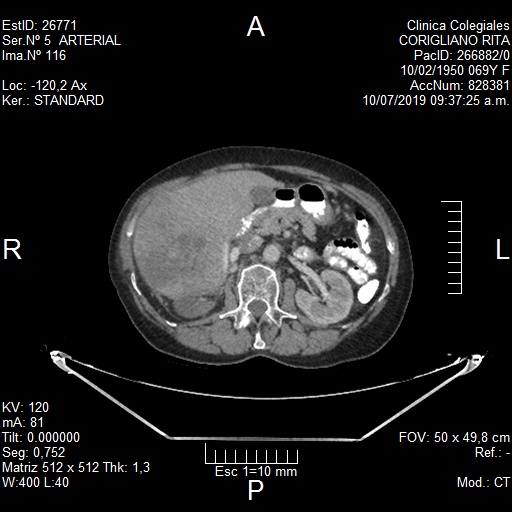 EstID: 26771
Ser.Nº 5 ARTERIAL
Ima.Nº 116
Loc: -120,2 Ax
Ker.: STANDARD
A
Clinica Colegiales
CORIGLIANO RITA
PacID: 266882/0
10/02/1950 069Y F
AccNum: 828381
10/07/2019 09:37:25 a.m.
R
L
KV: 120
mA: 81
Tilt: 0.000000
Seg: 0,752
Matriz 512 x 512 Thk: 1,3
W:400 L:40
Esc 1=10 mm
P
FOV: 50 x 49,8 cm
Ref.: -
Mod.: CT